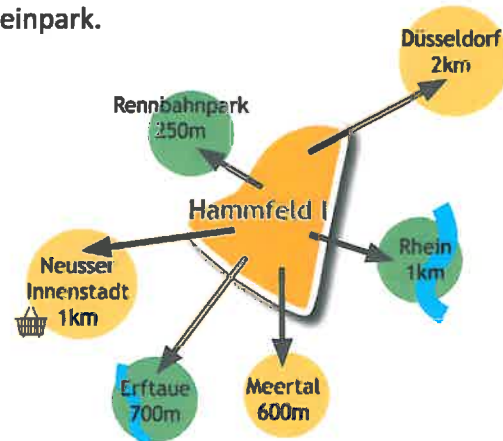 einpark.
Düsseldorf
2km
Rennbahnpark
250m
Hammfeld I
Rhein
1km
Neusser
Innenstadt
1km
Erftaue
700m
Meertal
600m